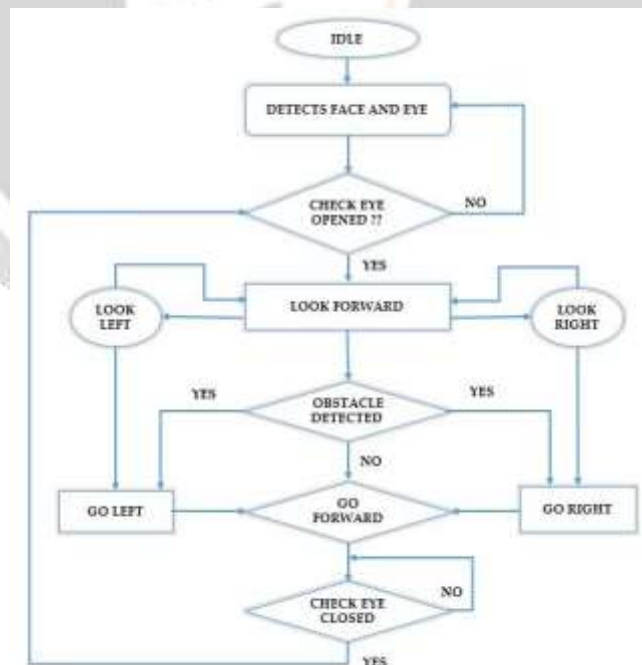 IDLE
DETECTS FACE AND EYE
CHECK EYE
OPENED ??
NO
YES
LOOK
LEFT
LOOK FORWARD
LOOK
RIGHT
YES
OBSTACLE
DETECTED
YES
NO
GO LEFT
GO
FORWARD
GO RIGHT
NO
CHECK EYE
CLOSED
YES